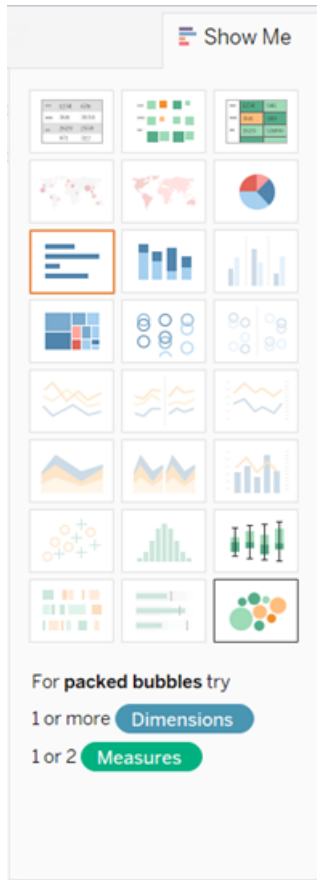 Show Me
For packed bubbles try
1 or more Dimensions
1 or 2 Measures